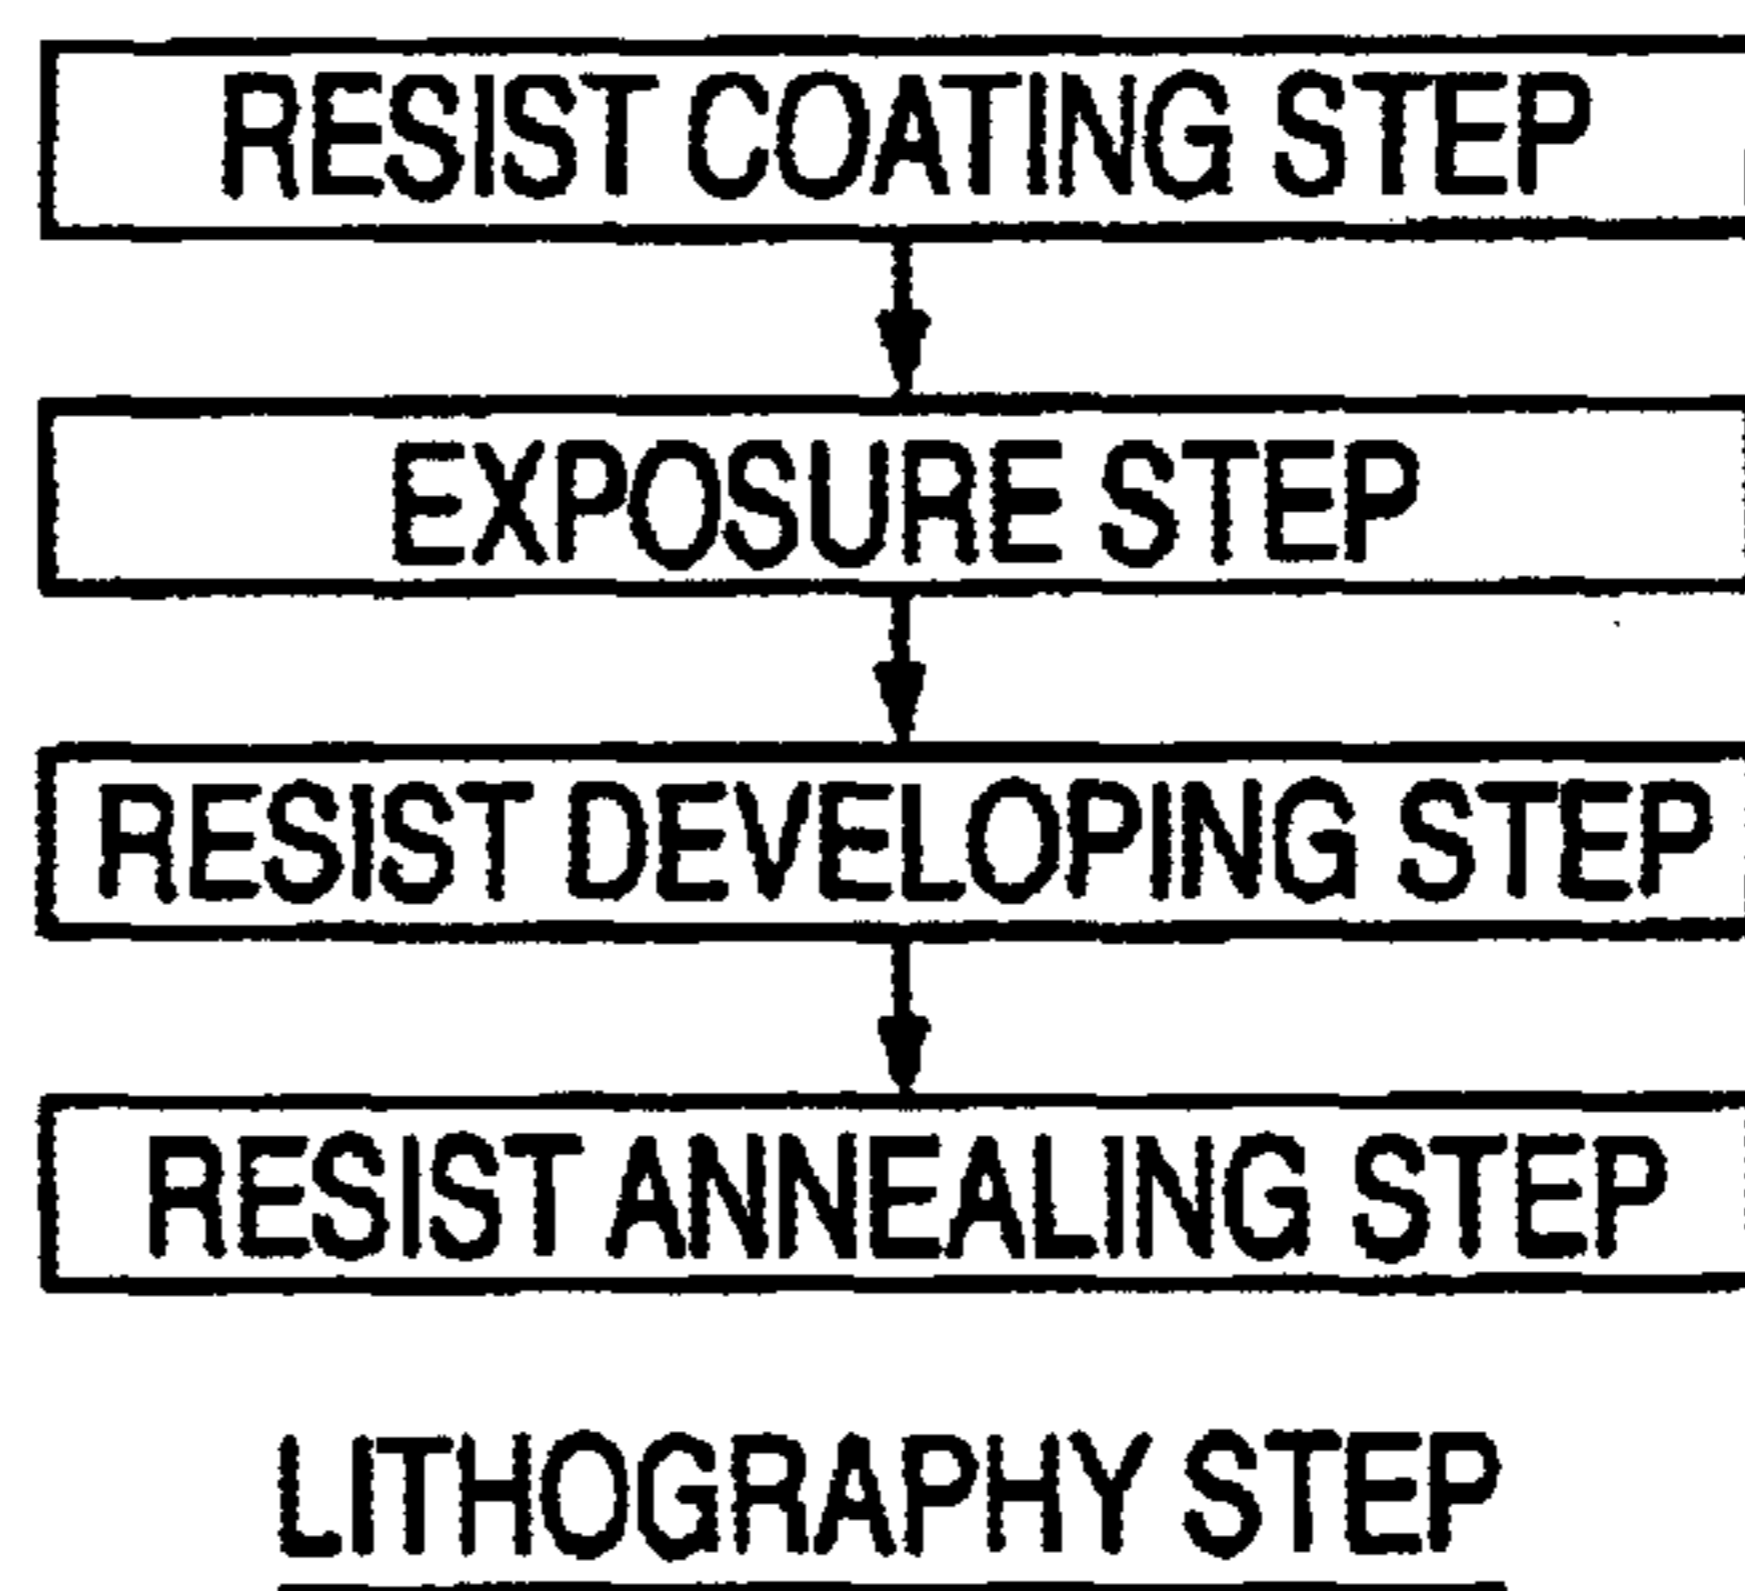 RESIST COATING STEP
EXPOSURE STEP
RESIST DEVELOPING STEP
RESIST ANNEALING STEP
LITHOGRAPHY STEP